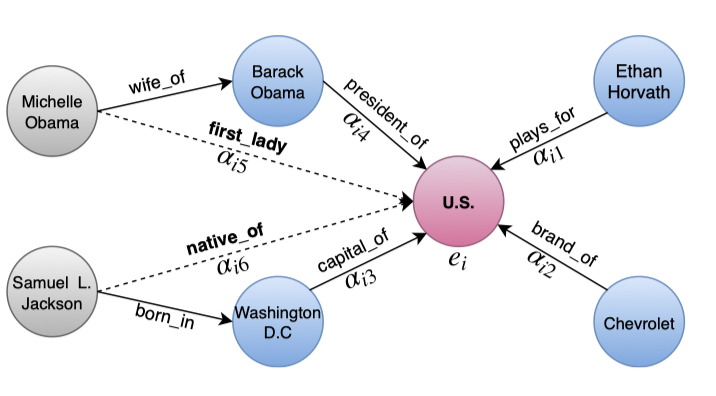 Michelle
Obama
wife_of
Barack
Obama
president_of
αi4
first_lady
αi5
Ethan
Horvath
plays_for
αi1
U.S.
ei
native_of
αi6
capital_of
αi3
brand_of
αi2
Samuel L.
Jackson
born_in
Washington
D.C
Chevrolet